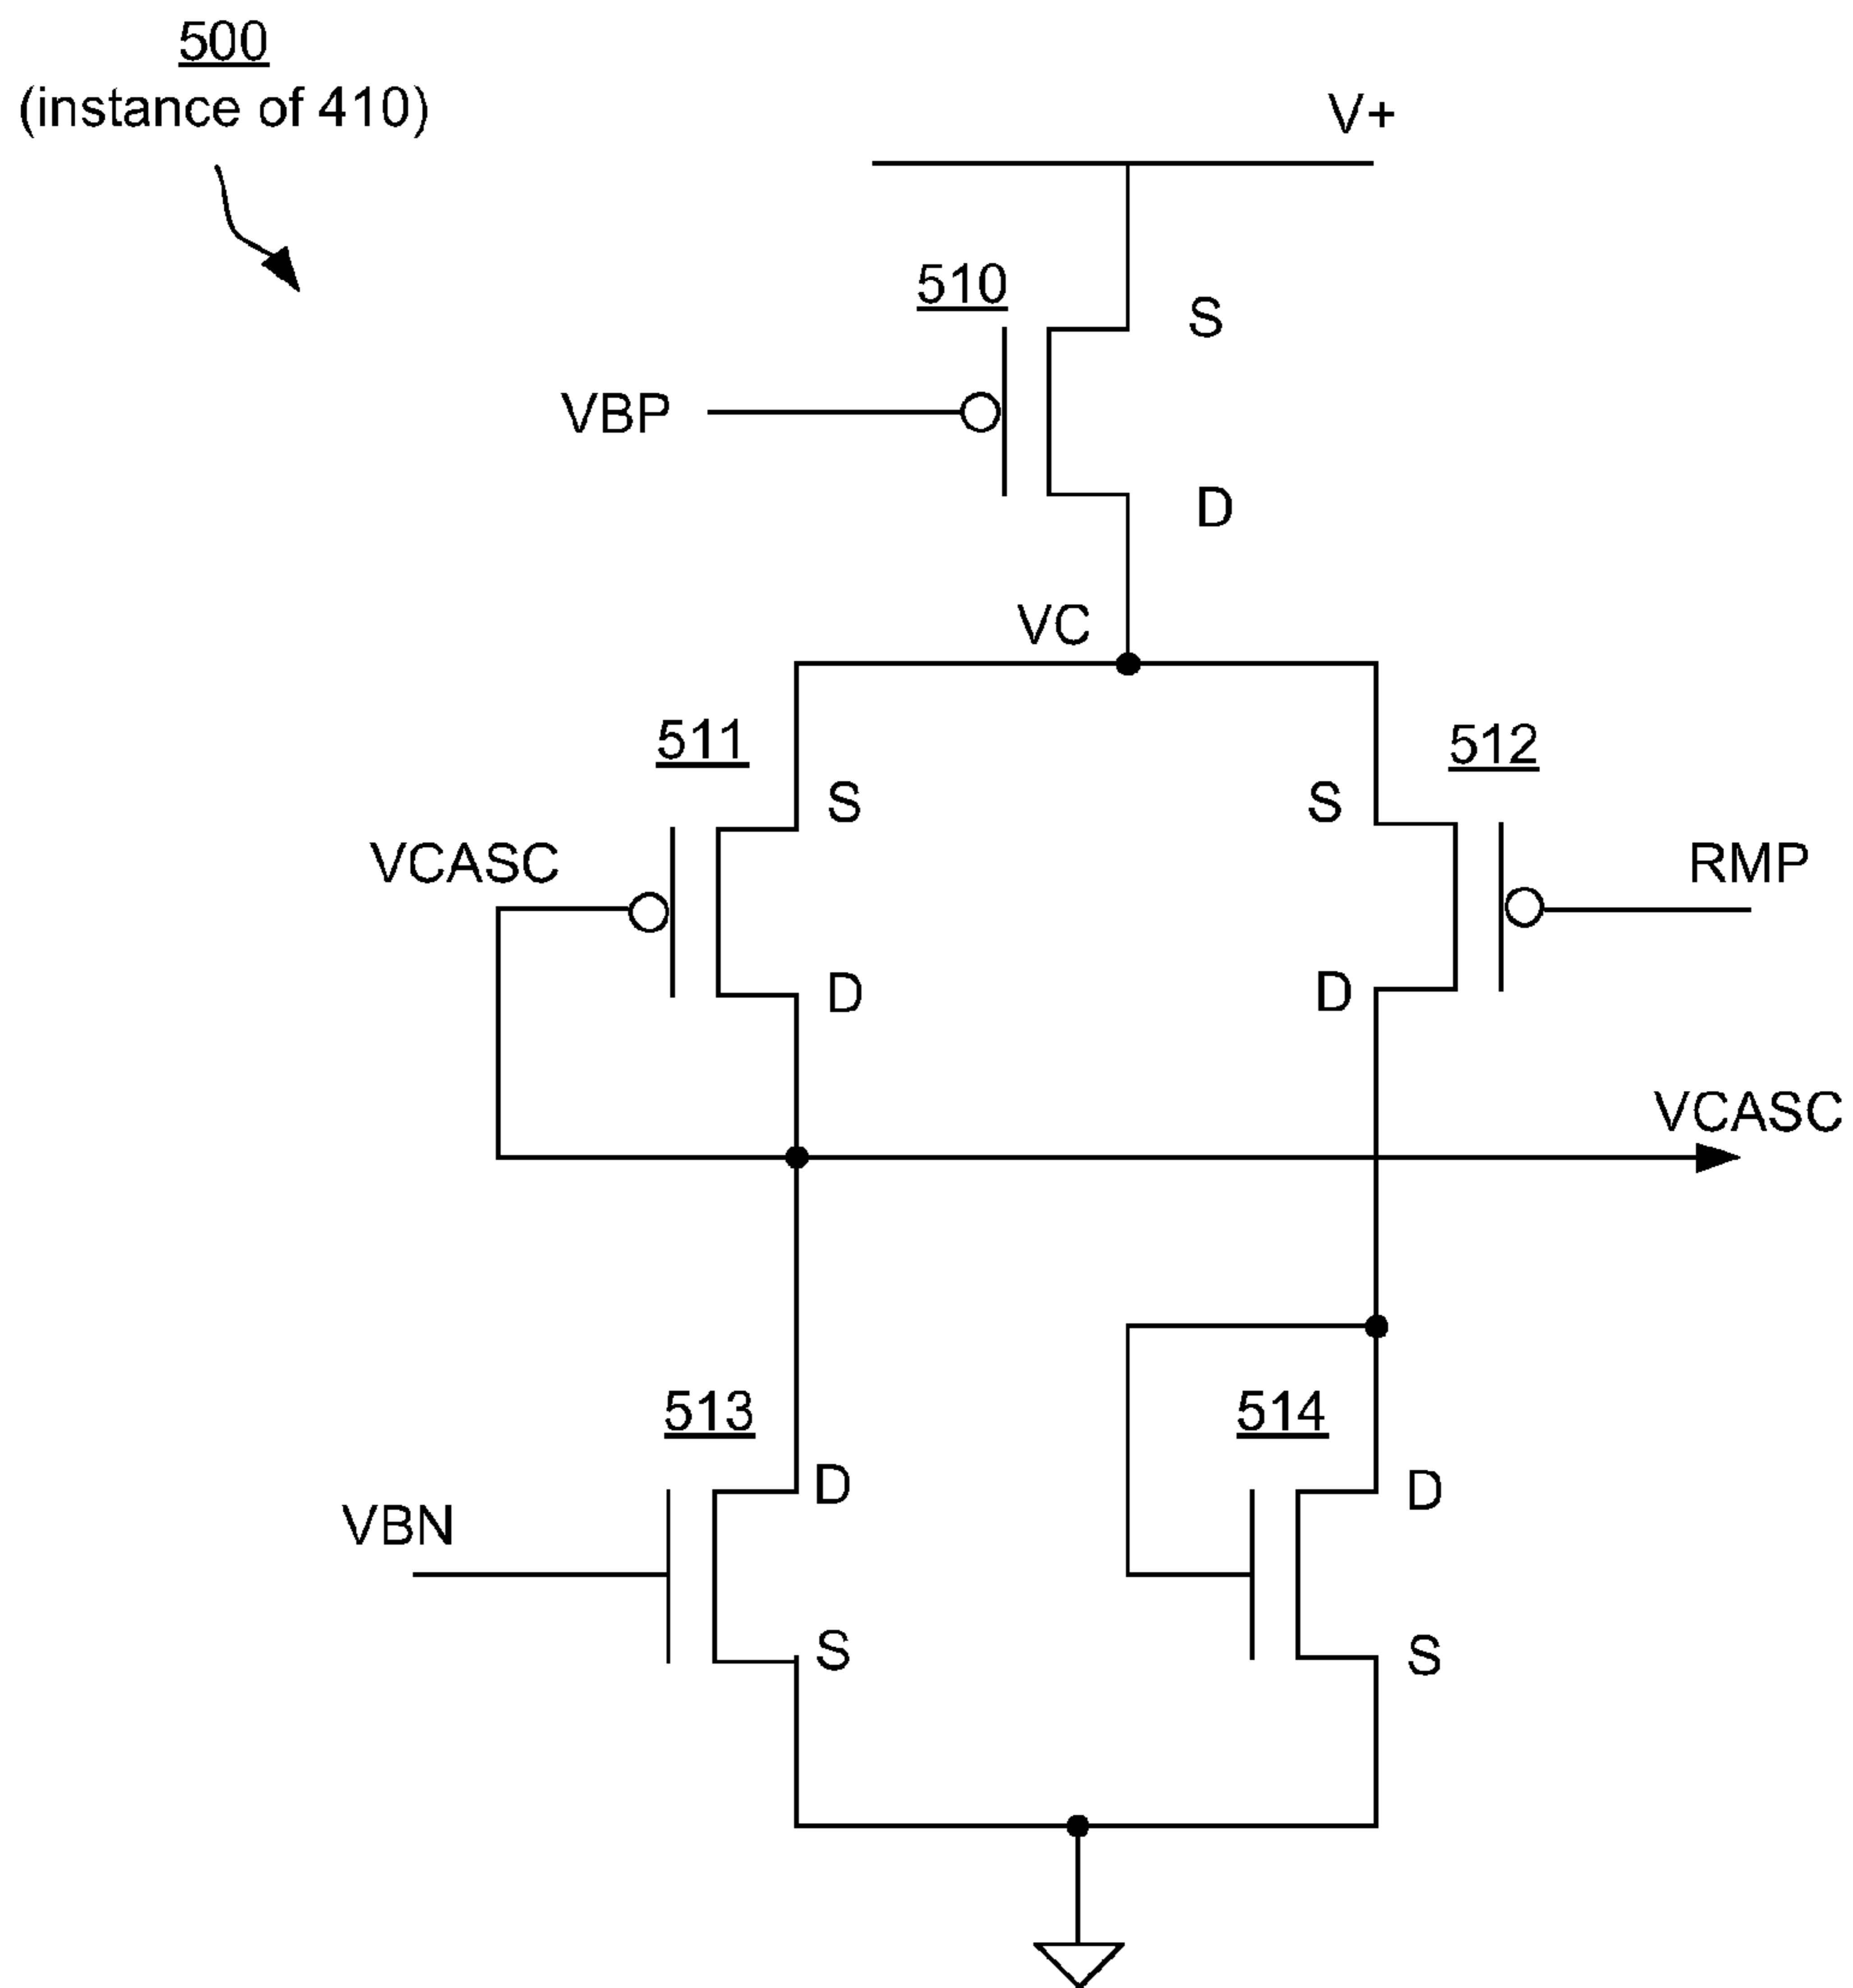 500
(instance of 410)
V+
510
S
VBP
D
VC
511
512
S
S
VCASC
RMP
D
D
VCASC
513
514
D
D
VBN
S
S